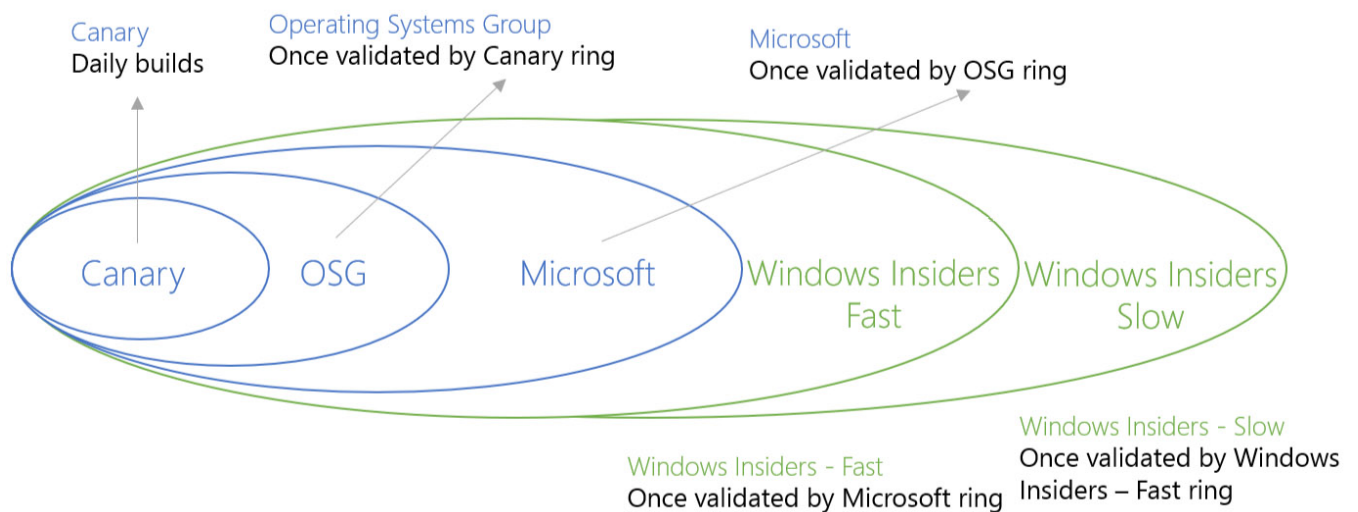 Canary
Daily builds
Operating Systems Group
Once validated by Canary ring
Microsoft
Once validated by OSG ring
Canary
OSG
Microsoft
Windows Insiders
Fast
Windows Insiders
Slow
Windows Insiders - Fast
Once validated by Microsoft ring
Windows Insiders - Slow
Once validated by Windows
Insiders – Fast ring